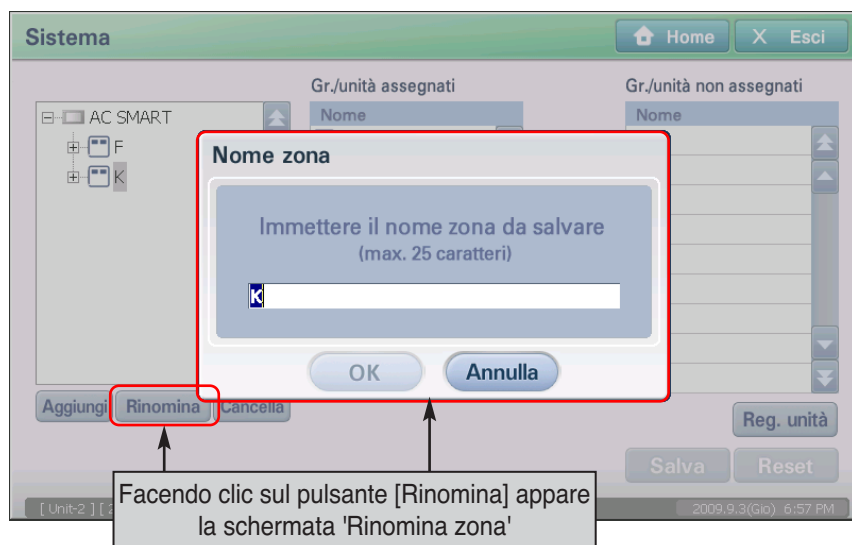 Sistema
Home
X Esci
Gr./unità assegnati
Gr./unità non assegnati
AC SMART
Nome
Nome
F
K
Nome zona
Immettere il nome zona da salvare
(max. 25 caratteri)
K
OK
Annulla
Aggiungi
Rinomina
Cancella
Reg. unità
Salva
Reset
Facendo clic sul pulsante [Rinomina] appare
la schermata 'Rinomina zona'
[ Unit-2 ] [
2009.9.3(Gio) 6:57 PM